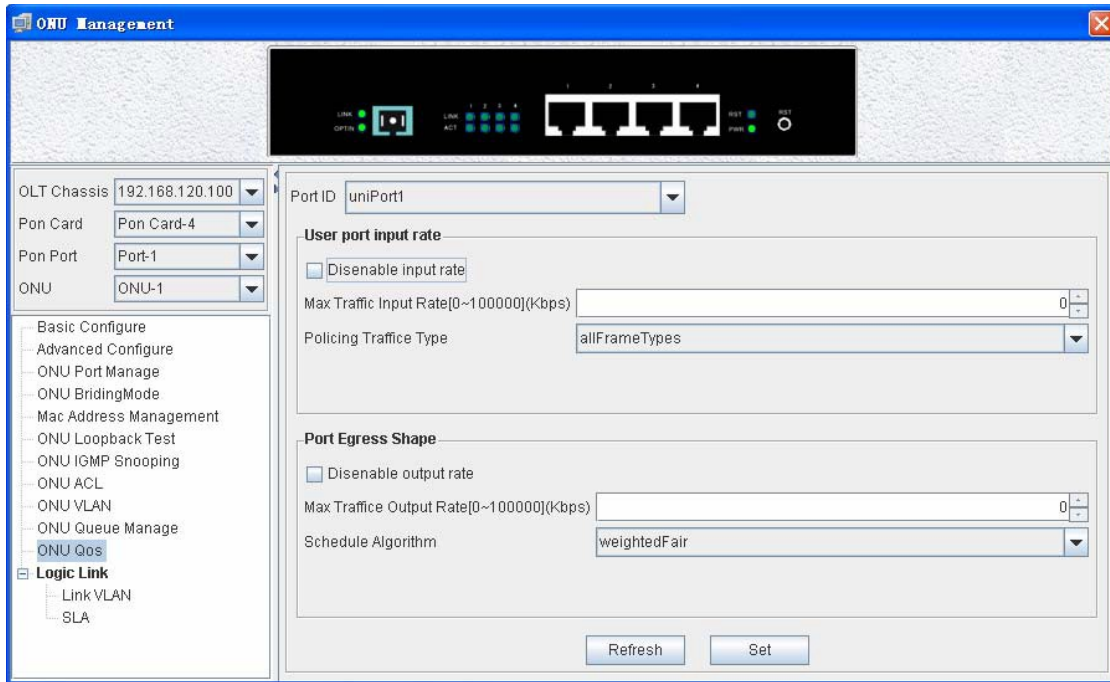 ONU Management
1 2 3 4
1 2 3 4
LINK
LINK
RST
RST
OPTIN
ACT
PWR
OLT Chassis 192.168.120.100
Pon Card Pon Card-4
Pon Port Port-1
ONU ONU-1
Basic Configure
Advanced Configure
ONU Port Manage
ONU BridingMode
Mac Address Management
ONU Loopback Test
ONU IGMP Snooping
ONU ACL
ONU VLAN
ONU Queue Manage
ONU Qos
Logic Link
Link VLAN
SLA
Port ID uniPort1
User port input rate
Disenable input rate
Max Traffic Input Rate[0~100000](Kbps) 0
Policing Traffice Type allFrameTypes
Port Egress Shape
Disenable output rate
Max Traffice Output Rate[0~100000](Kbps) 0
Schedule Algorithm weightedFair
Refresh Set